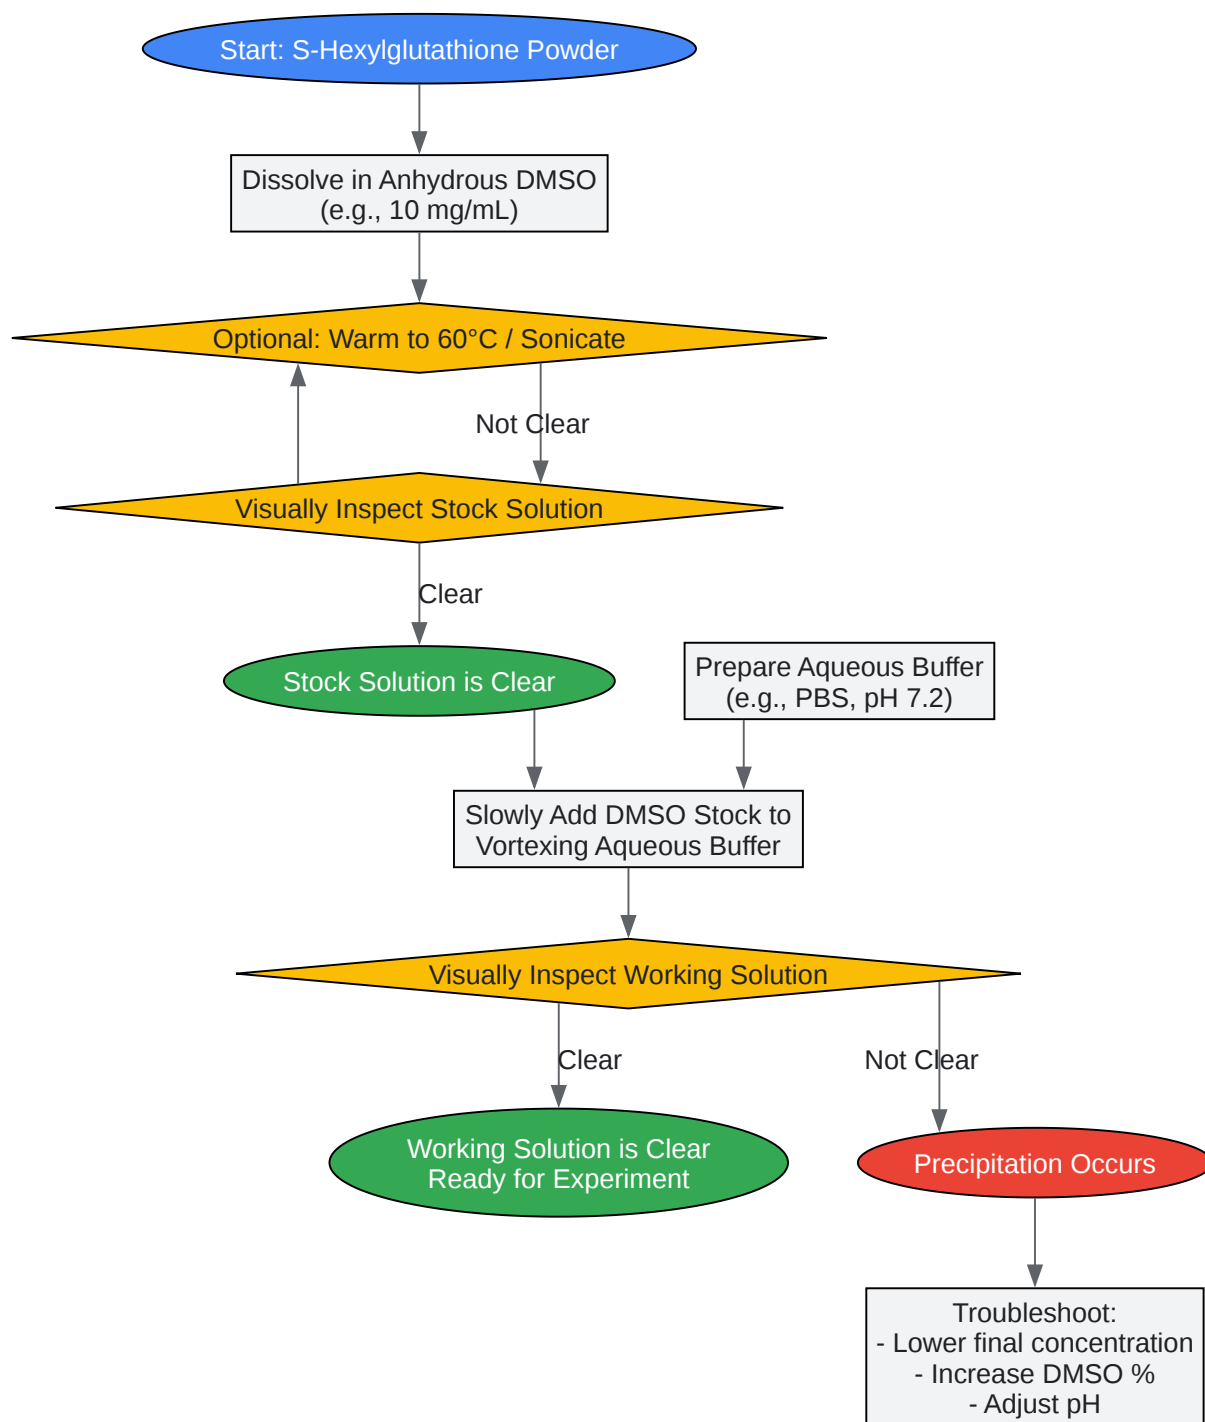 Start: S-Hexylglutathione Powder
Dissolve in Anhydrous DMSO
(e.g., 10 mg/mL)
Optional: Warm to 60°C / Sonicate
Not Clear
Visually Inspect Stock Solution
Clear
Stock Solution is Clear
Prepare Aqueous Buffer
(e.g., PBS, pH 7.2)
Slowly Add DMSO Stock to
Vortexing Aqueous Buffer
Visually Inspect Working Solution
Clear
Not Clear
Working Solution is Clear
Ready for Experiment
Precipitation Occurs
Troubleshoot:
- Lower final concentration
- Increase DMSO %
- Adjust pH